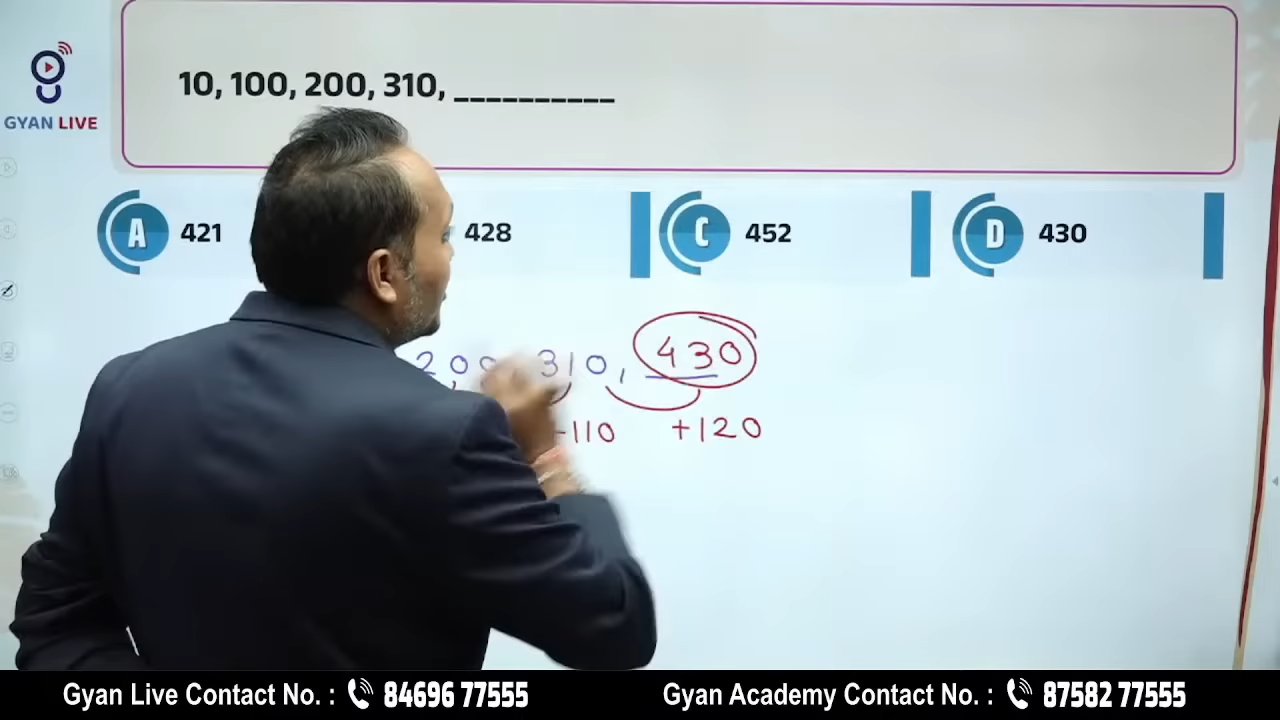 GYAN LIVE
10, 100, 200, 310, __________
A 421
428
C 452
D 430
200 310, 430
110 +120
Gyan Live Contact No. : 84696 77555
Gyan Academy Contact No. : 87582 77555